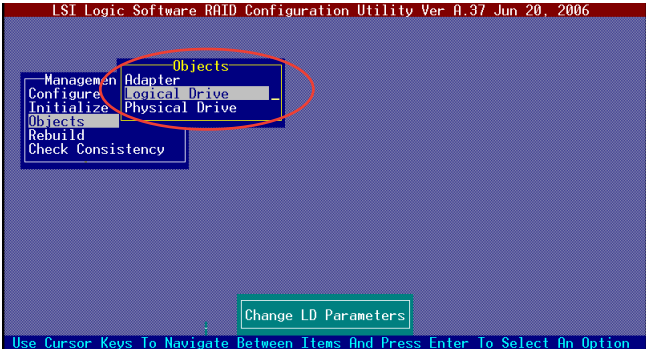 LSI Logic Software RAID Configuration Utility Ver A.37 Jun 20, 2006
Objects
Adapter
Logical Drive
Physical Drive
Managemen
Configure
Initialize
Objects
Rebuild
Check Consistency
Change LD Parameters
Use Cursor Keys To Navigate Between Items And Press Enter To Select An Option